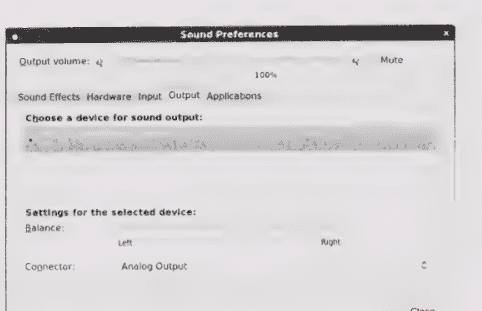 Sound Preferences
Output volume:
Mute
100%
Sound Effects Hardware Input Output Applications
Choose a device for sound output:
Settings for the selected device:
Balance:
Left Right
Connector: Analog Output
Close